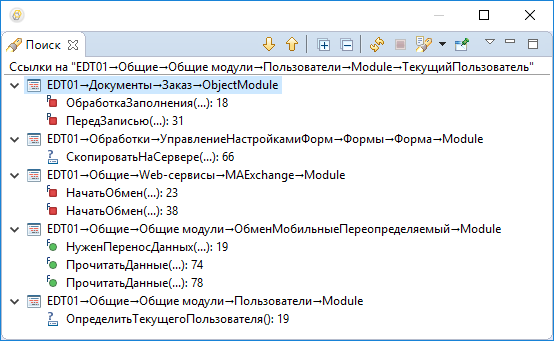 Поиск
Ссылки на "EDT01→Общие→Общие модули→Пользователи→Module→ТекущийПользователь"
EDT01→Документы→Заказ→ObjectModule
ОбработкаЗаполнения(...): 18
ПередЗаписью(...): 31
EDT01→Обработки→УправлениеНастройкамиФорм→Формы→Форма→Module
СкопироватьНаСервере(...): 66
EDT01→Общие→Web-сервисы→MAExchange→Module
НачатьОбмен(...): 23
НачатьОбмен(...): 38
EDT01→Общие→Общие модули→ОбменМобильныеПереопределяемый→Module
НуженПереносДанных(...): 19
ПрочитатьДанные(...): 74
ПрочитатьДанные(...): 78
EDT01→Общие→Общие модули→Пользователи→Module
ОпределитьТекущегоПользователя(): 19